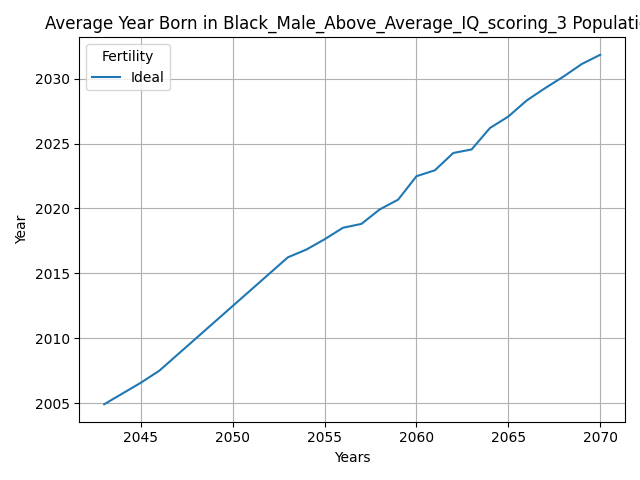 Average Year Born in Black_Male_Above_Average_IQ_scoring_3 Populati
Fertility
Ideal
2030
2025
2020
2015
2010
2005
Year
2045 2050 2055 2060 2065 2070
Years